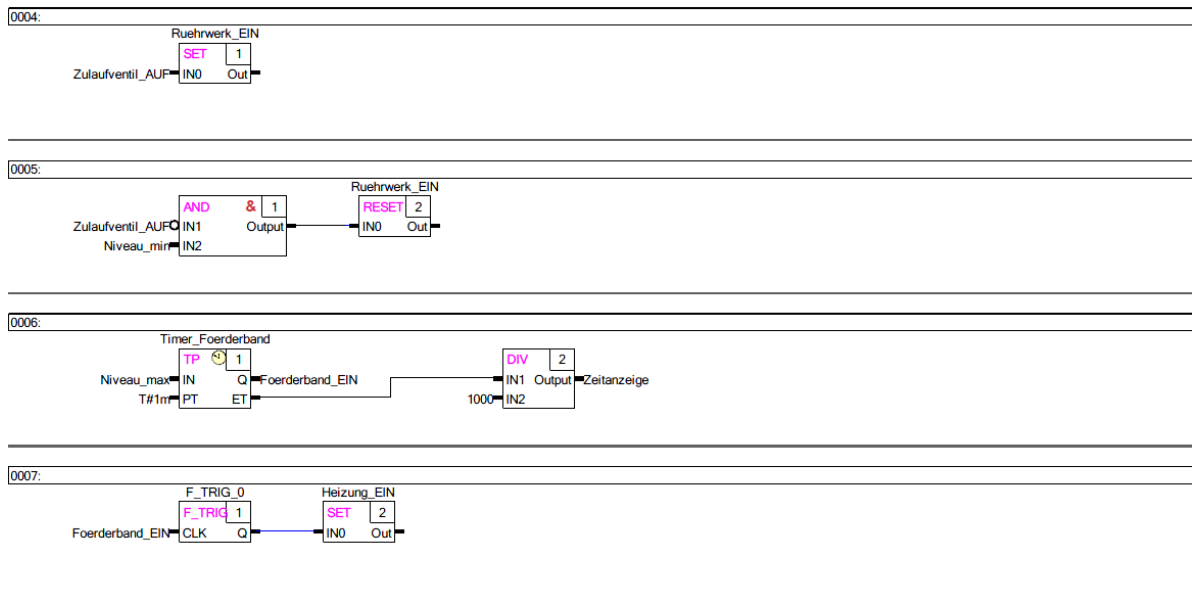 0004:
Ruehrwerk_EIN
SET 1
Zulaufventil_AUF IN0 Out
0005:
Ruehrwerk_EIN
AND & 1 RESET 2
Zulaufventil_AUF IN1 Output IN0 Out
Niveau_min IN2
0006:
Timer_Foerderband
TP 1 DIV 2
Niveau_max IN Q Foerderband_EIN IN1 Output Zeitanzeige
T#1m PT ET 1000 IN2
0007:
F_TRIG_0 Heizung_EIN
F_TRIG 1 SET 2
Foerderband_EIN CLK Q IN0 Out